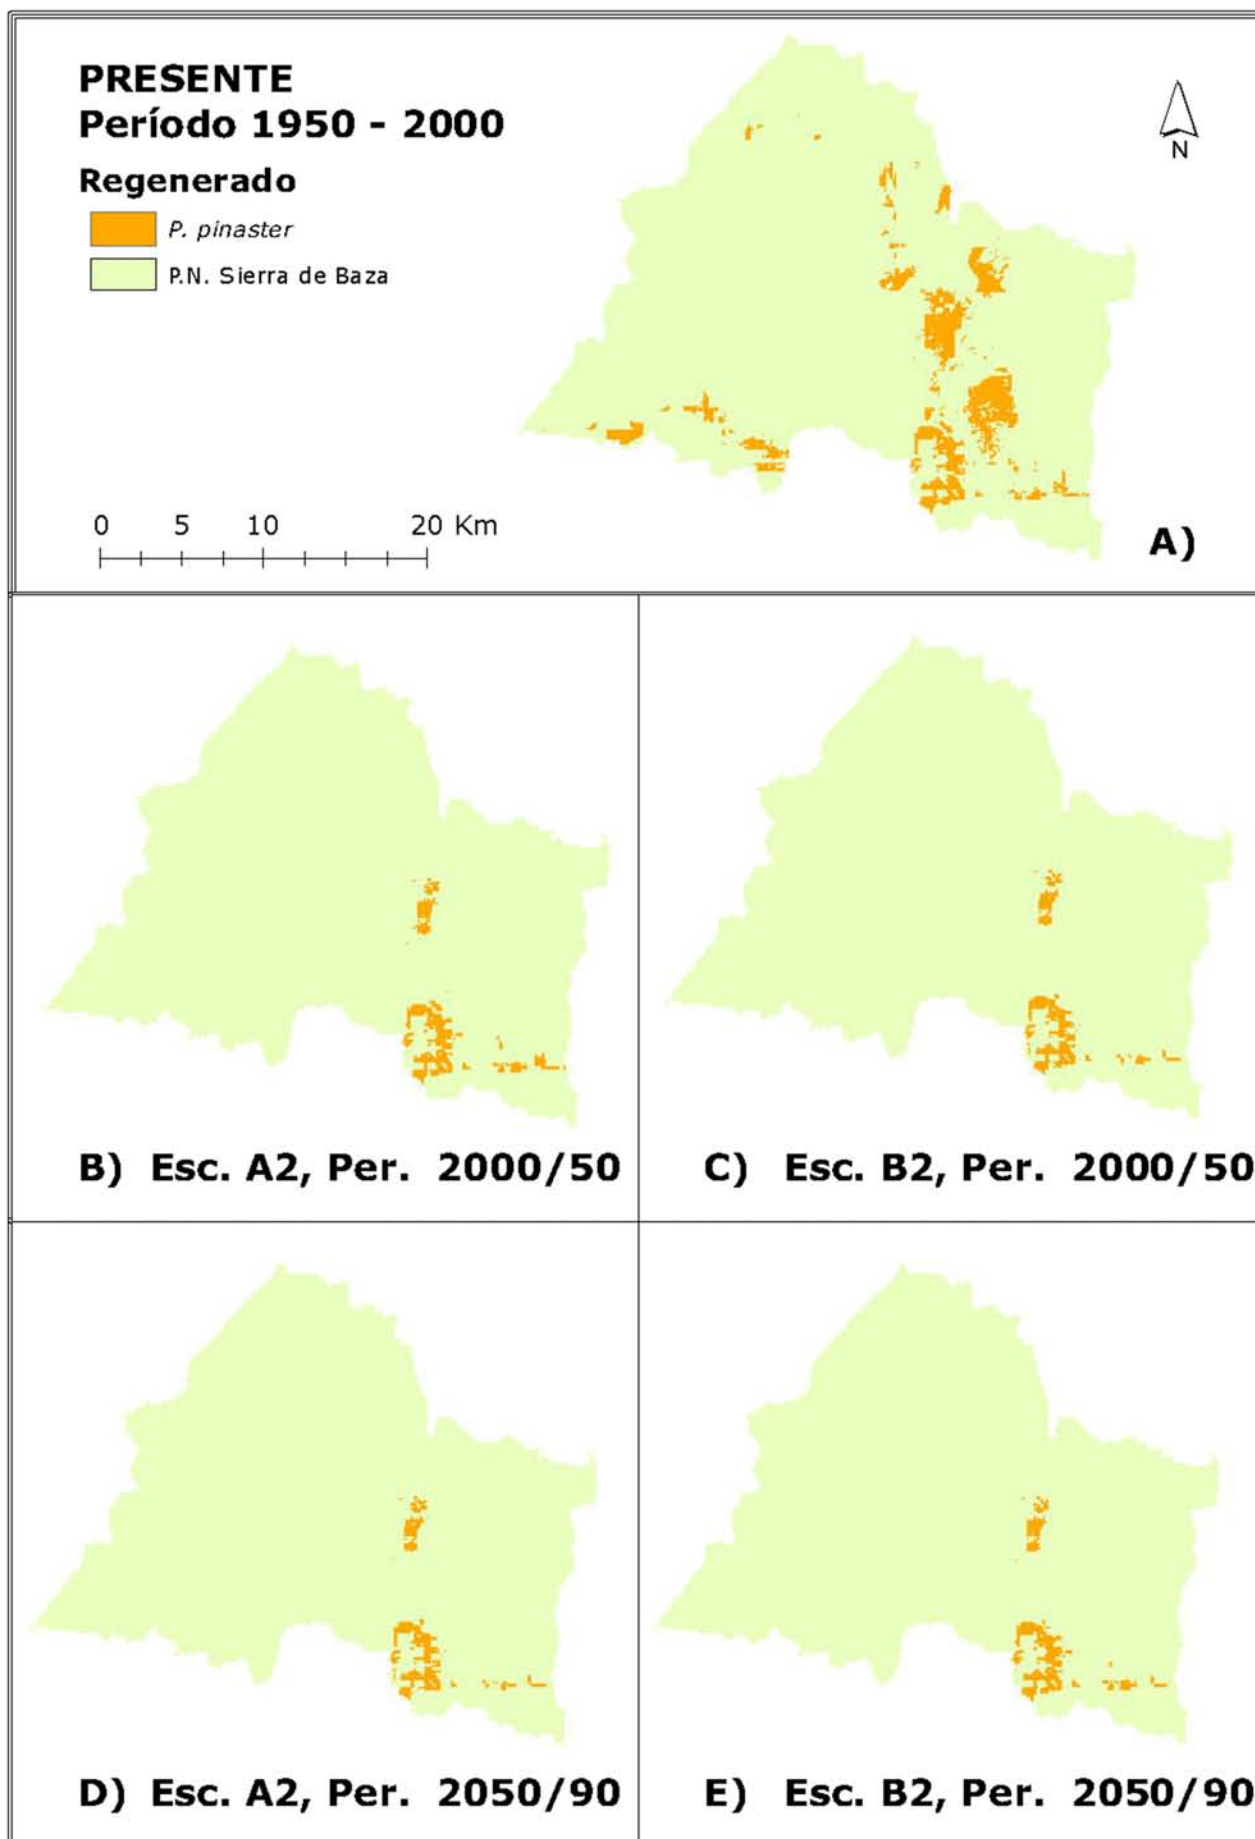 PRESENTE
Período 1950 - 2000
Regenerado
P. pinaster
P.N. Sierra de Baza
N
0 5 10 20 Km
A)
B) Esc. A2, Per. 2000/50
C) Esc. B2, Per. 2000/50
D) Esc. A2, Per. 2050/90
E) Esc. B2, Per. 2050/90